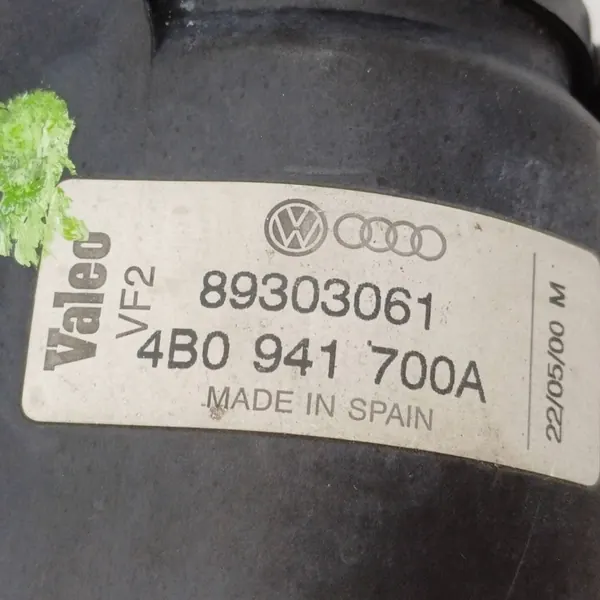 Valeo
VF2
89303061
4B0 941 700A
MADE IN SPAIN
22/05/00 M